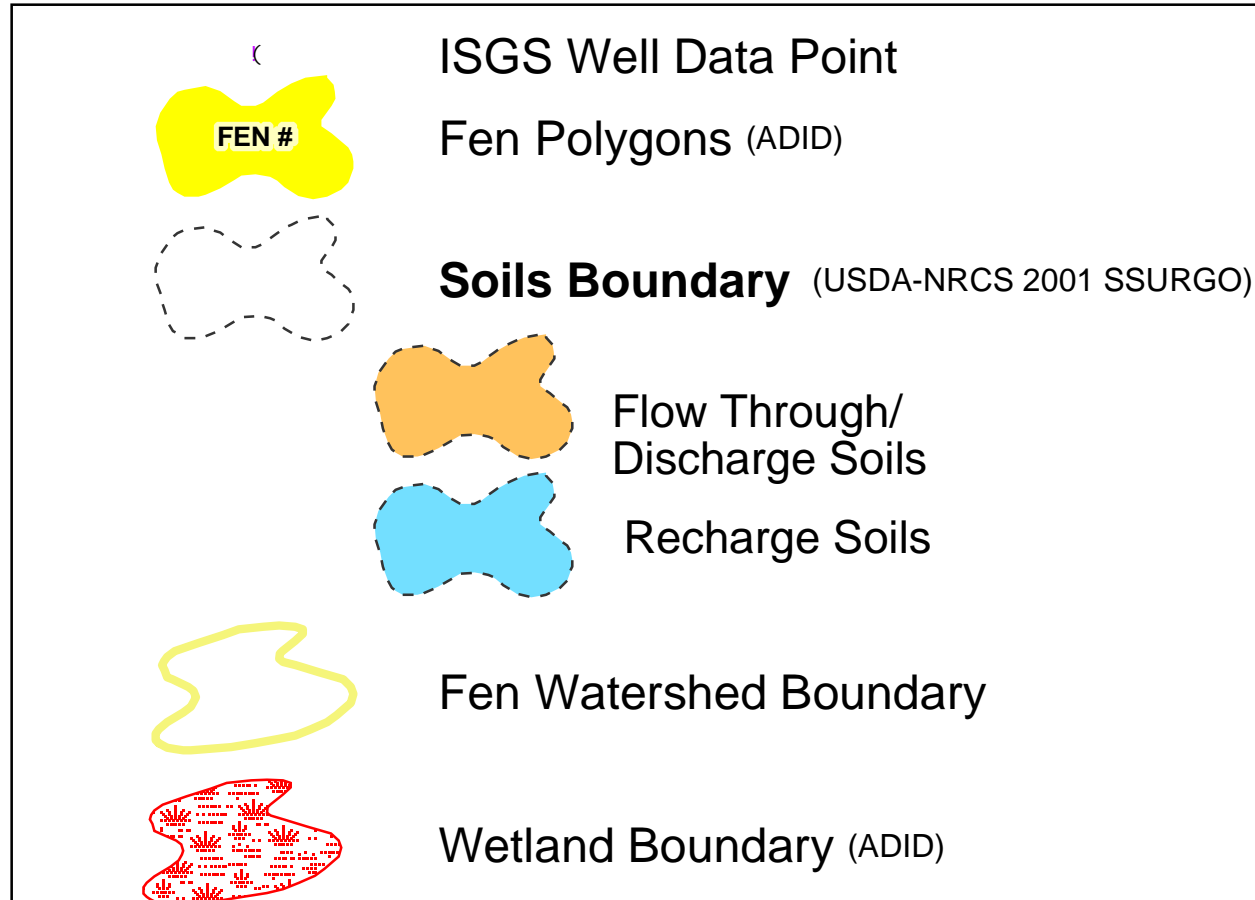 ISGS Well Data Point
FEN #
Fen Polygons (ADID)
Soils Boundary (USDA-NRCS 2001 SSURGO)
Flow Through/
Discharge Soils
Recharge Soils
Fen Watershed Boundary
Wetland Boundary (ADID)